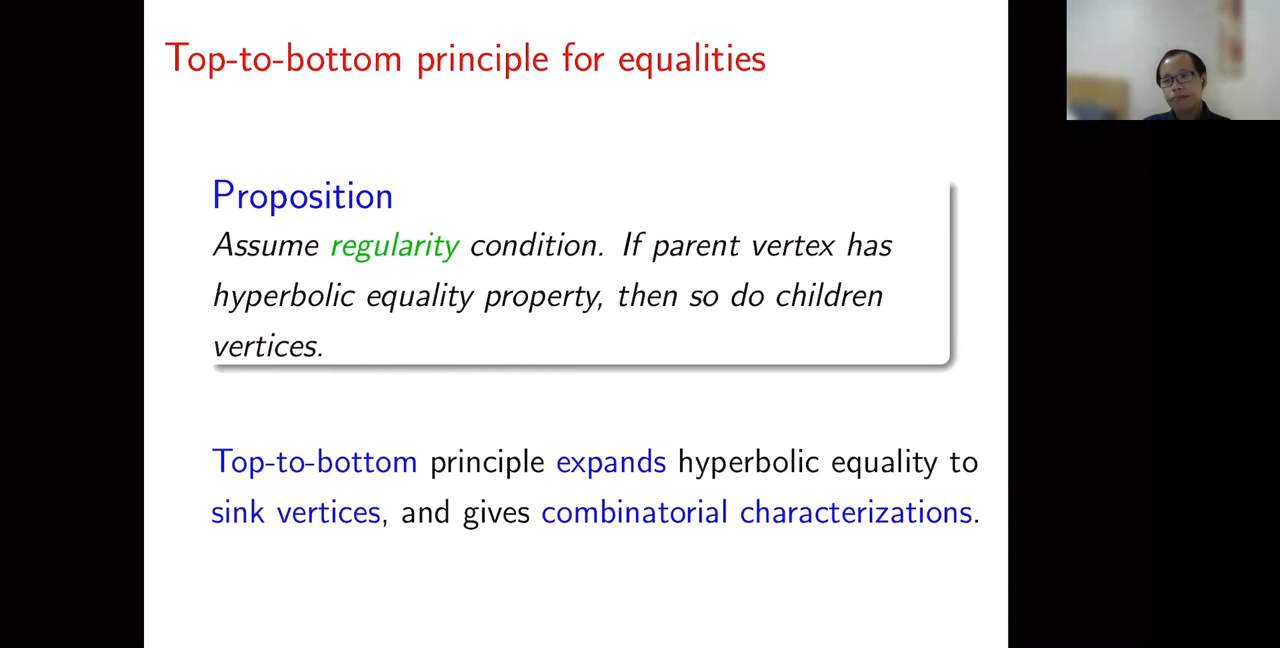 Top-to-bottom principle for equalities
Proposition
Assume regularity condition. If parent vertex has
hyperbolic equality property, then so do children
vertices.
Top-to-bottom principle expands hyperbolic equality to
sink vertices, and gives combinatorial characterizations.